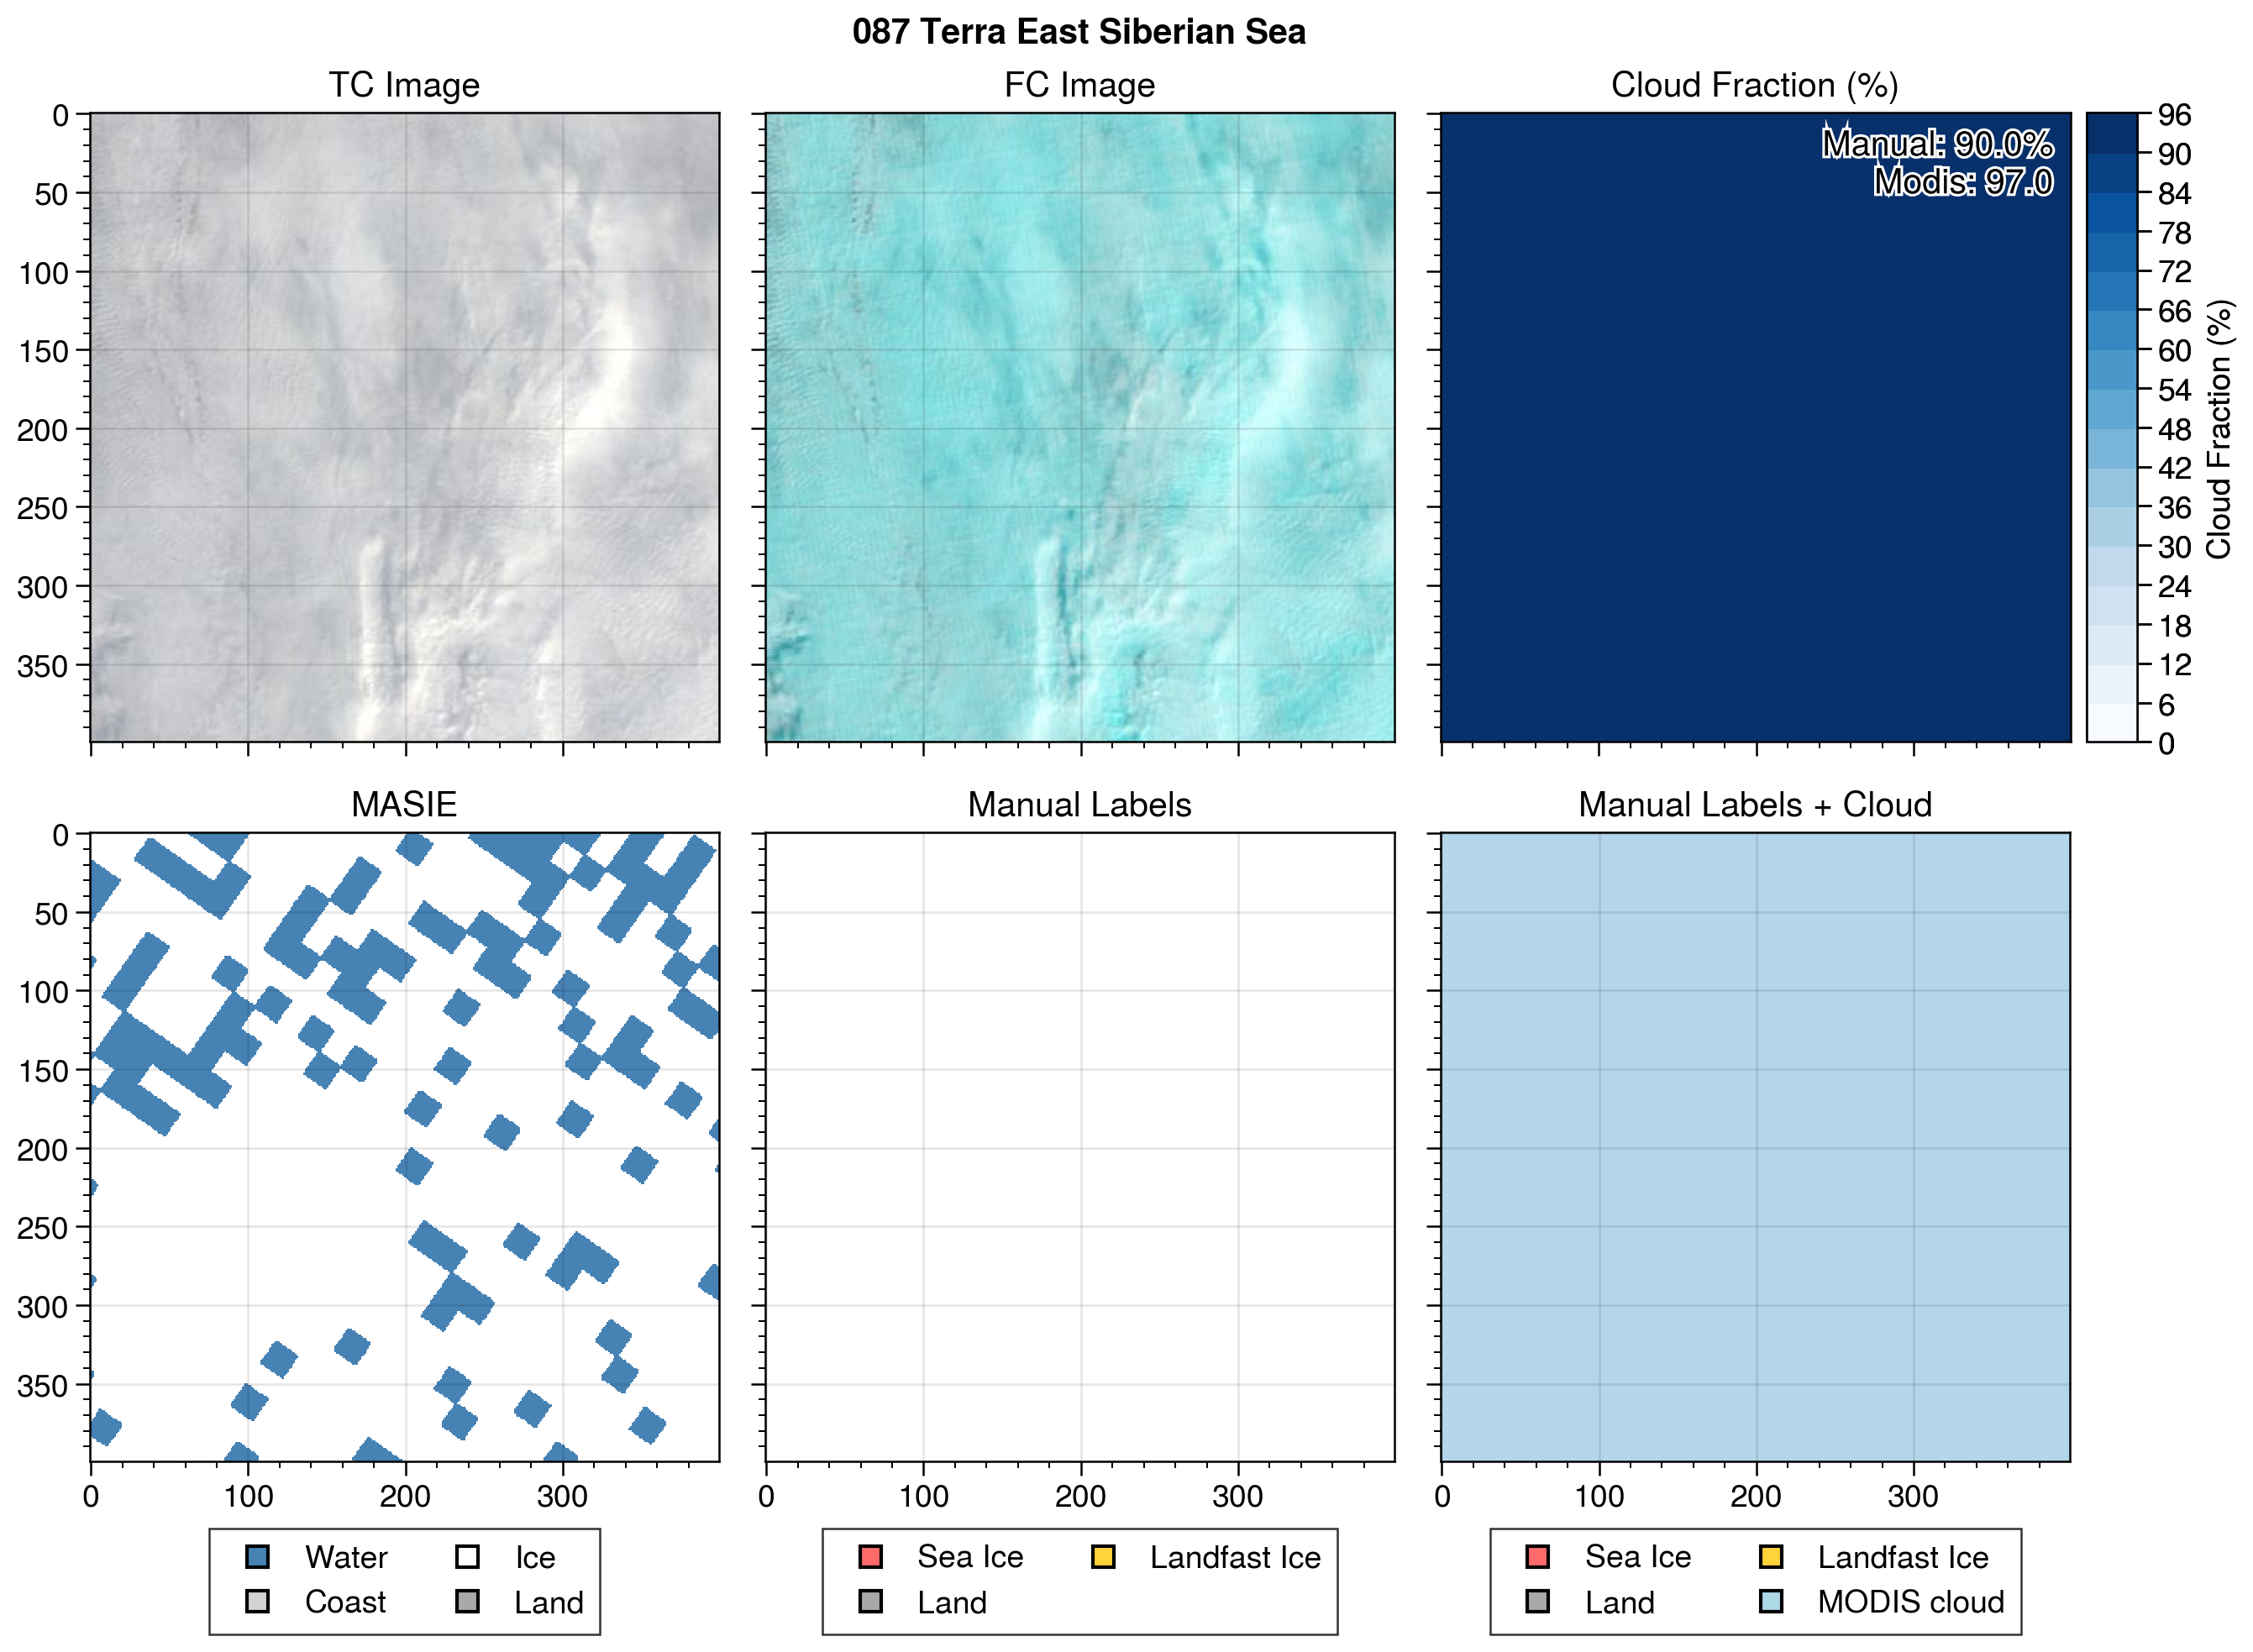 087 Terra East Siberian Sea
TC Image
FC Image
Cloud Fraction (%)
0
50
100
150
200
250
300
350
Manual: 90.0%
Modis: 97.0
96
90
84
78
72
66
60
54
48
42
36
30
24
18
12
6
0
Cloud Fraction (%)
MASIE
Manual Labels
Manual Labels + Cloud
0
50
100
150
200
250
300
350
0 100 200 300
0 100 200 300
0 100 200 300
Water Ice
Coast Land
Sea Ice Landfast Ice
Land
Sea Ice Landfast Ice
Land MODIS cloud